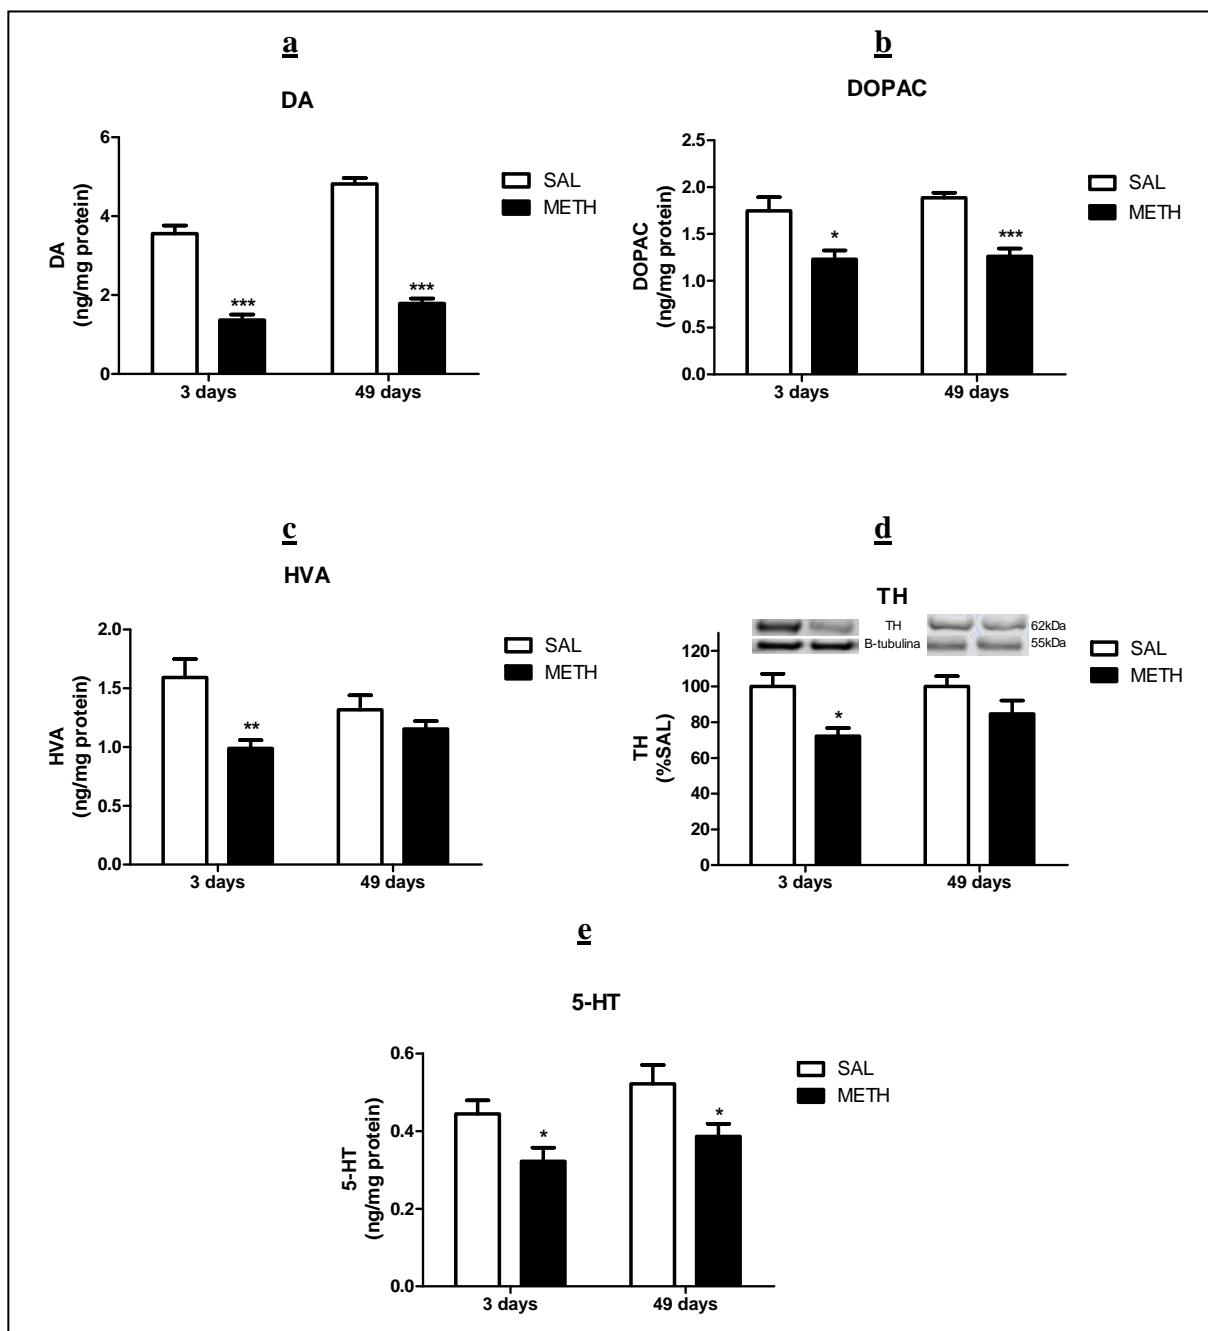 a
DA
6
4
2
0
DA
(ng/mg protein)
***
***
3 days
49 days
SAL
METH
b
DOPAC
2.5
2.0
1.5
1.0
0.5
0.0
DOPAC
(ng/mg protein)
*
***
3 days
49 days
SAL
METH
c
HVA
2.0
1.5
1.0
0.5
0.0
HVA
(ng/mg protein)
**
3 days
49 days
SAL
METH
d
TH
TH
62kDa
B-tubulina
55kDa
120
100
80
60
40
20
0
TH
(%SAL)
*
3 days
49 days
SAL
METH
e
5-HT
0.6
0.4
0.2
0.0
5-HT
(ng/mg protein)
*
*
3 days
49 days
SAL
METH